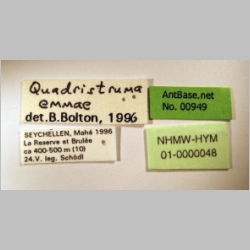 Quadristruma
emmae
det.B.Bolton, 1996
AntBase.net
No. 00949
SEYCHELLEN, Mahé 1996
La Reserve et Brulée
ca 400-500 m (10)
24.V. leg. Schödl
NHMW-HYM
01-0000048